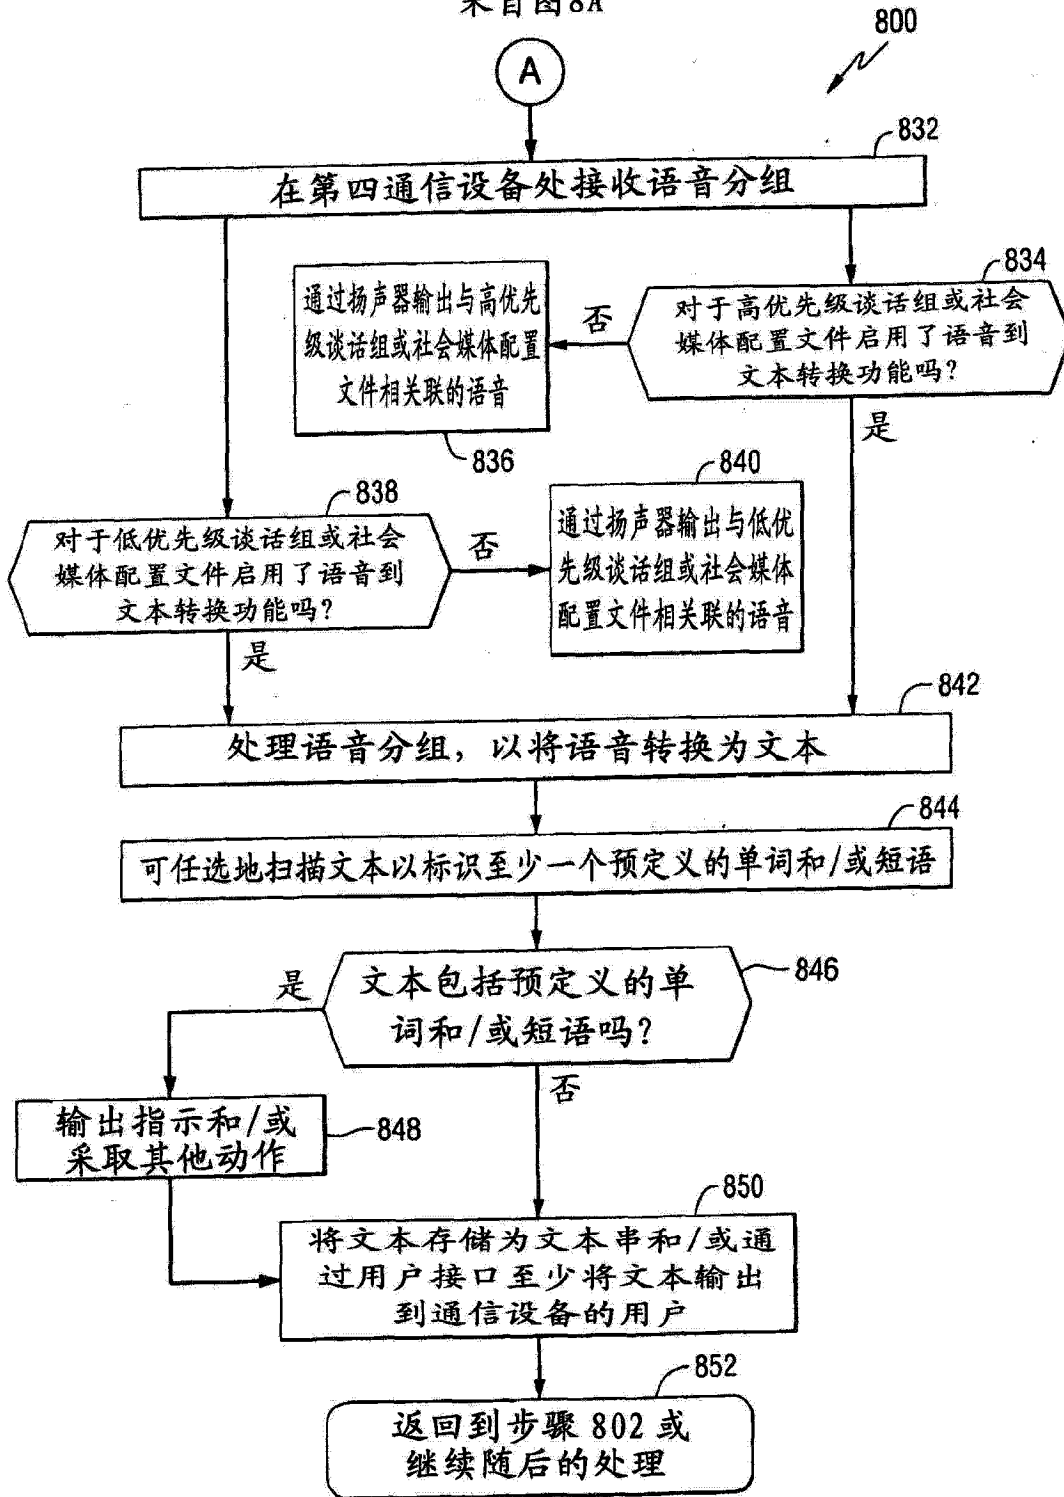 来自图8A
A
800
832
在第四通信设备处接收语音分组
834
对于高优先级谈话组或社会
媒体配置文件启用了语音到
文本转换功能吗?
否
是
通过扬声器输出与高优先
级谈话组或社会媒体配置
文件相关联的语音
836
838
对于低优先级谈话组或社会
媒体配置文件启用了语音到
文本转换功能吗?
否
是
840
通过扬声器输出与低优
先级谈话组或社会媒体
配置文件相关联的语音
842
处理语音分组，以将语音转换为文本
844
可任选地扫描文本以标识至少一个预定义的单词和/或短语
846
文本包括预定义的单
词和/或短语吗?
是
否
输出指示和/或
采取其他动作
848
850
将文本存储为文本串和/或通
过用户接口至少将文本输出
到通信设备的用户
852
返回到步骤 802 或
继续随后的处理